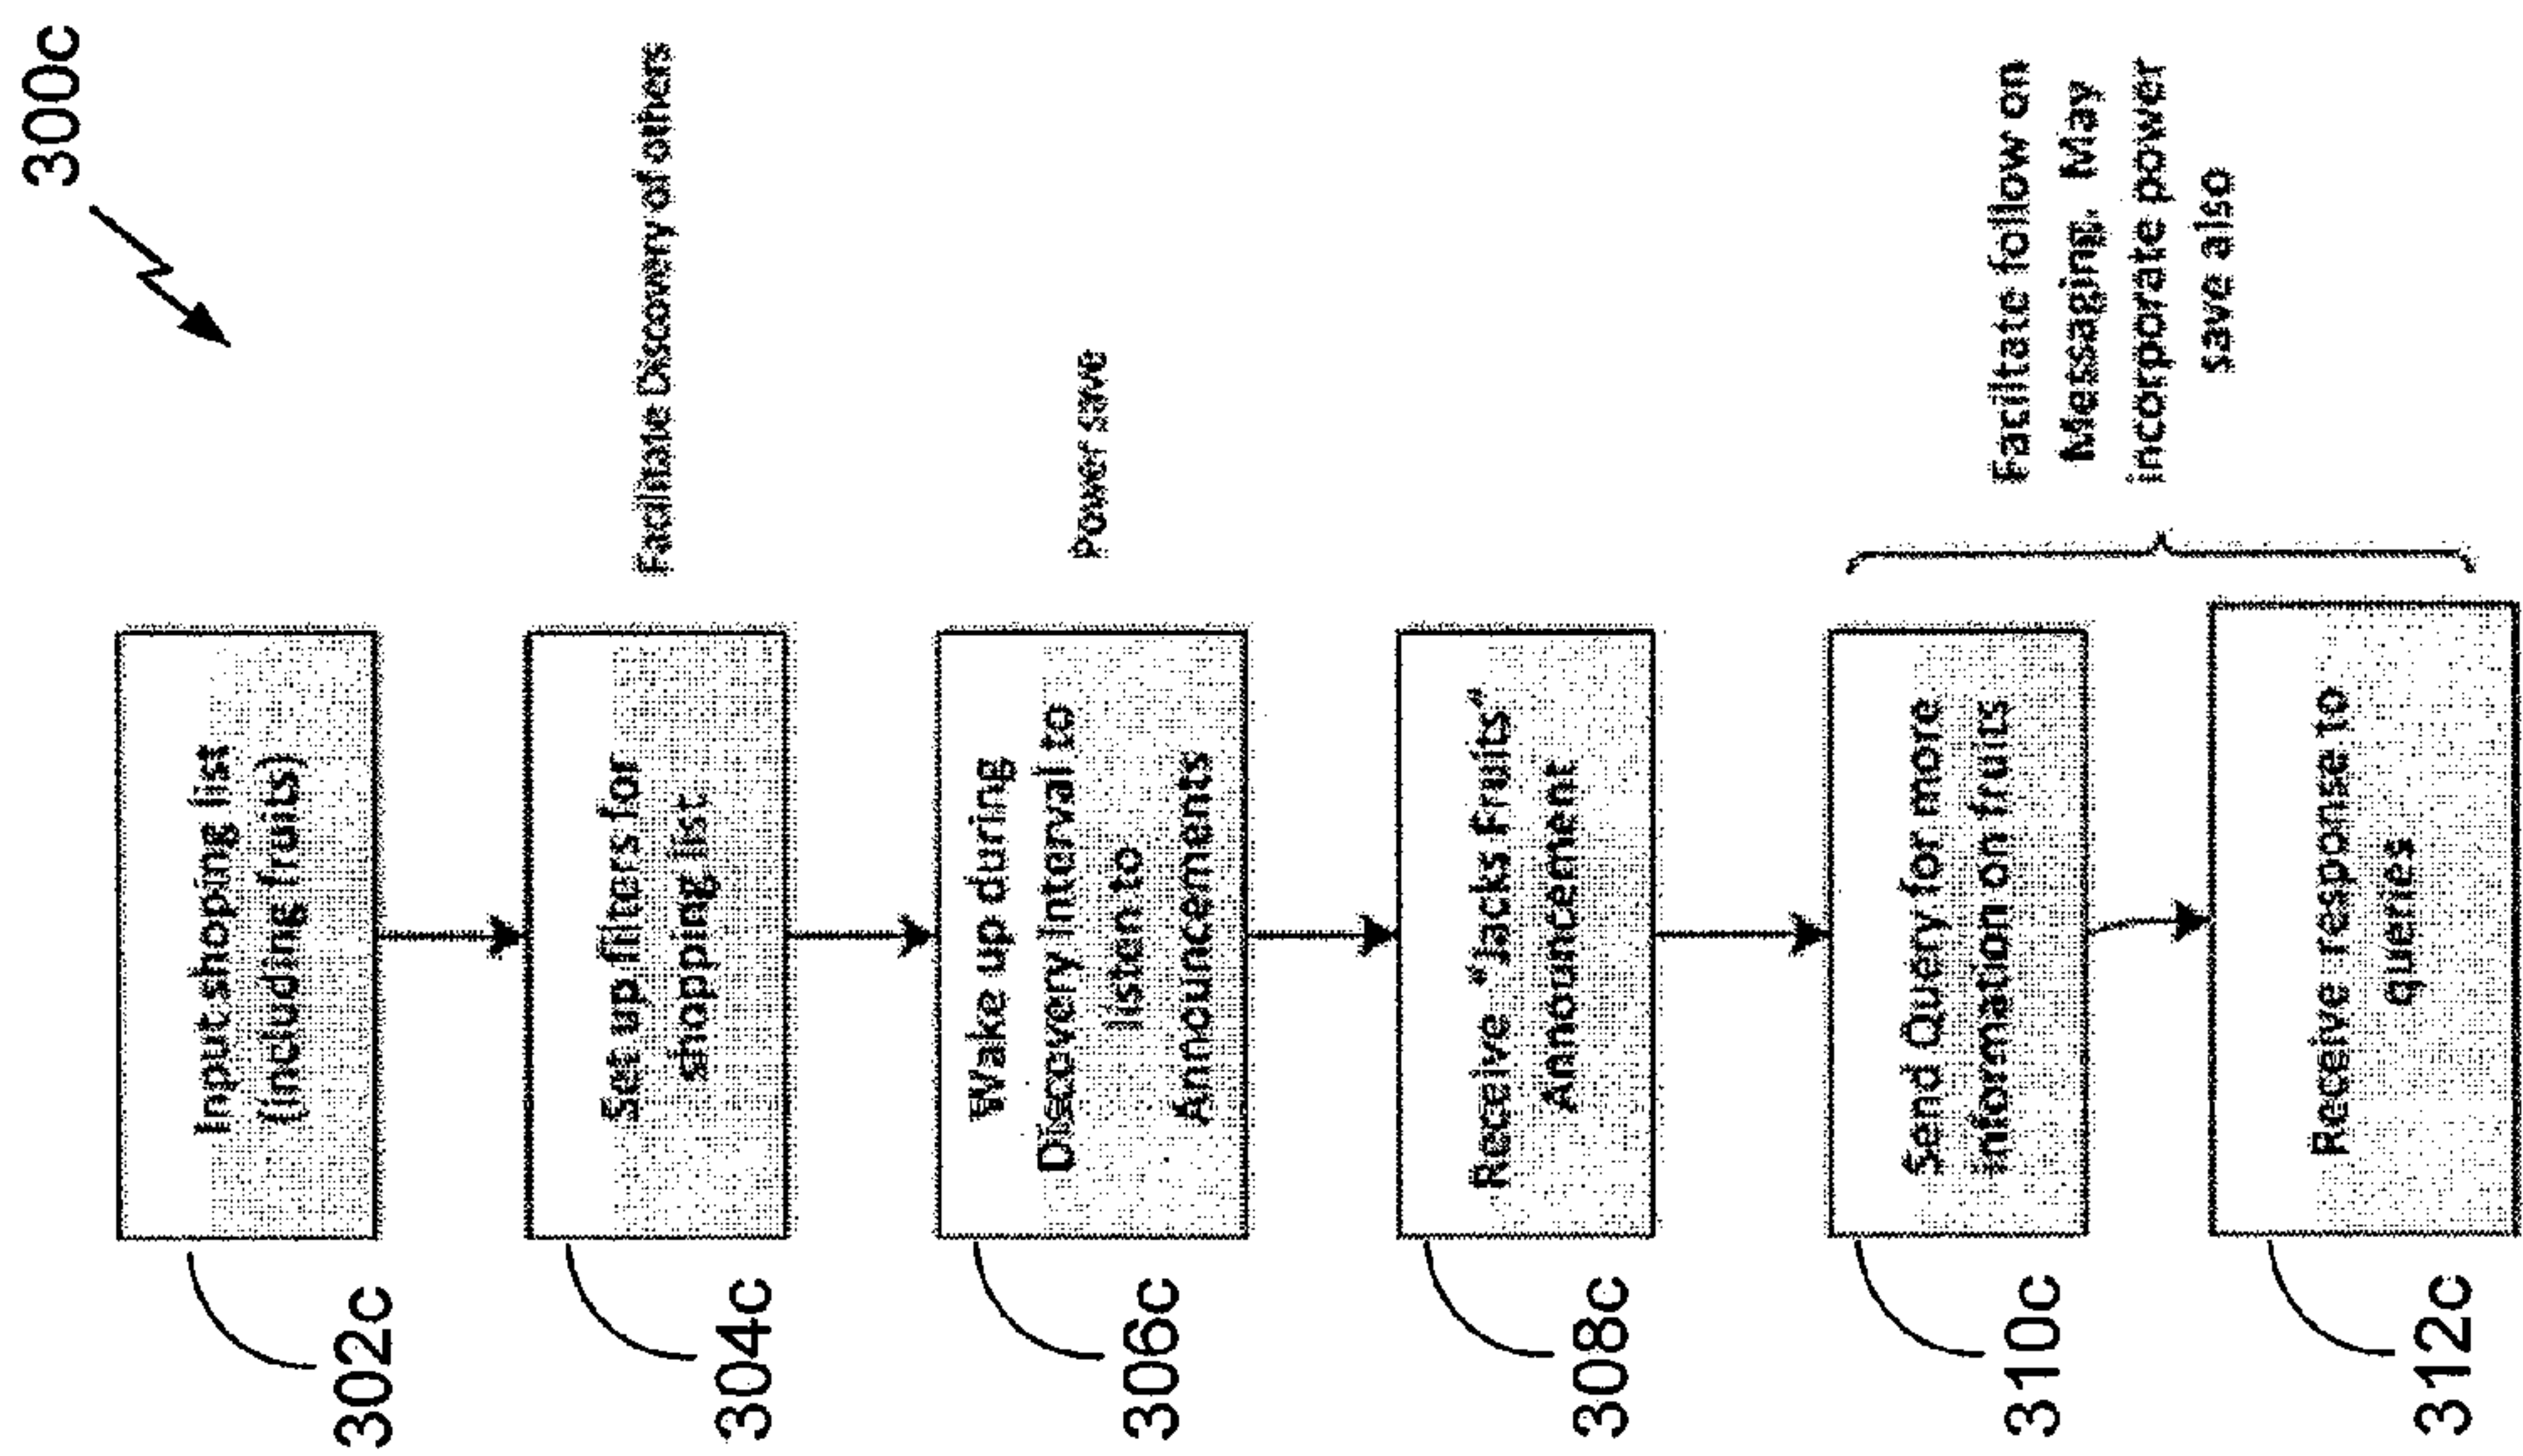 300c
302c
Input shopping list
(including fruits)
304c
Set up filters for
shopping list
Facilitate Discovery of others
306c
Wake up during
Discovery Interval to
listen to
Announcements
Power save
308c
Receive "Jacks Fruits"
Announcement
310c
Send Query for more
information on fruits
312c
Receive response to
queries
Facilitate follow on
Messaging. May
incorporate power
save also